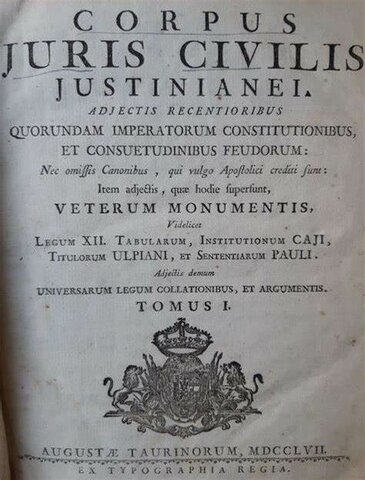 CORPUS
JURIS CIVILIS
JUSTINIANEI.
ADJECTIS RECENTIORIBUS
QUORUNDAM IMPERATORUM CONSTITUTIONIBUS,
ET CONSUETUDINIBUS FEUDORUM:
Nec omissis Canonibus, qui vulgo Apostolici crediti sunt:
Item adjectis, quæ hodie supersunt,
VETERUM MONUMENTIS,
Videlicet
LEGUM XII. TABULARUM, INSTITUTIONUM CAJI,
TITULORUM ULPIANI, ET SENTENTIARUM PAULI.
Adjectis demum
UNIVERSARUM LEGUM COLLATIONIBUS, ET ARGUMENTIS.
TOMUS I.
AUGUSTÆ TAURINORUM, MDCCLVII.
EX TYPOGRAPHIA REGIA.